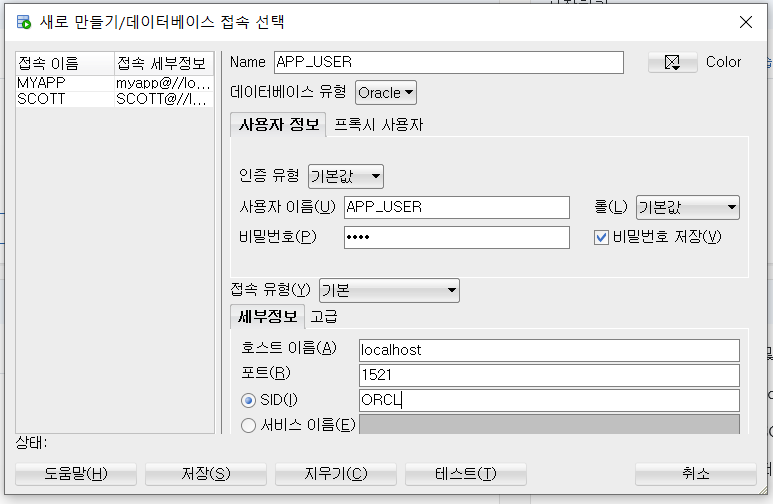 새로 만들기/데이터베이스 접속 선택
접속 이름 접속 세부정보
MYAPP myapp@//lo...
SCOTT SCOTT@//l...
Name APP_USER Color
데이터베이스 유형 Oracle
사용자 정보 프록시 사용자
인증 유형 기본값
사용자 이름(U) APP_USER 롤(L) 기본값
비밀번호(P) •••• 비밀번호 저장(V)
접속 유형(Y) 기본
세부정보 고급
호스트 이름(A) localhost
포트(R) 1521
SID(I) ORCL
서비스 이름(E)
상태:
도움말(H) 저장(S) 지우기(C) 테스트(T) 취소